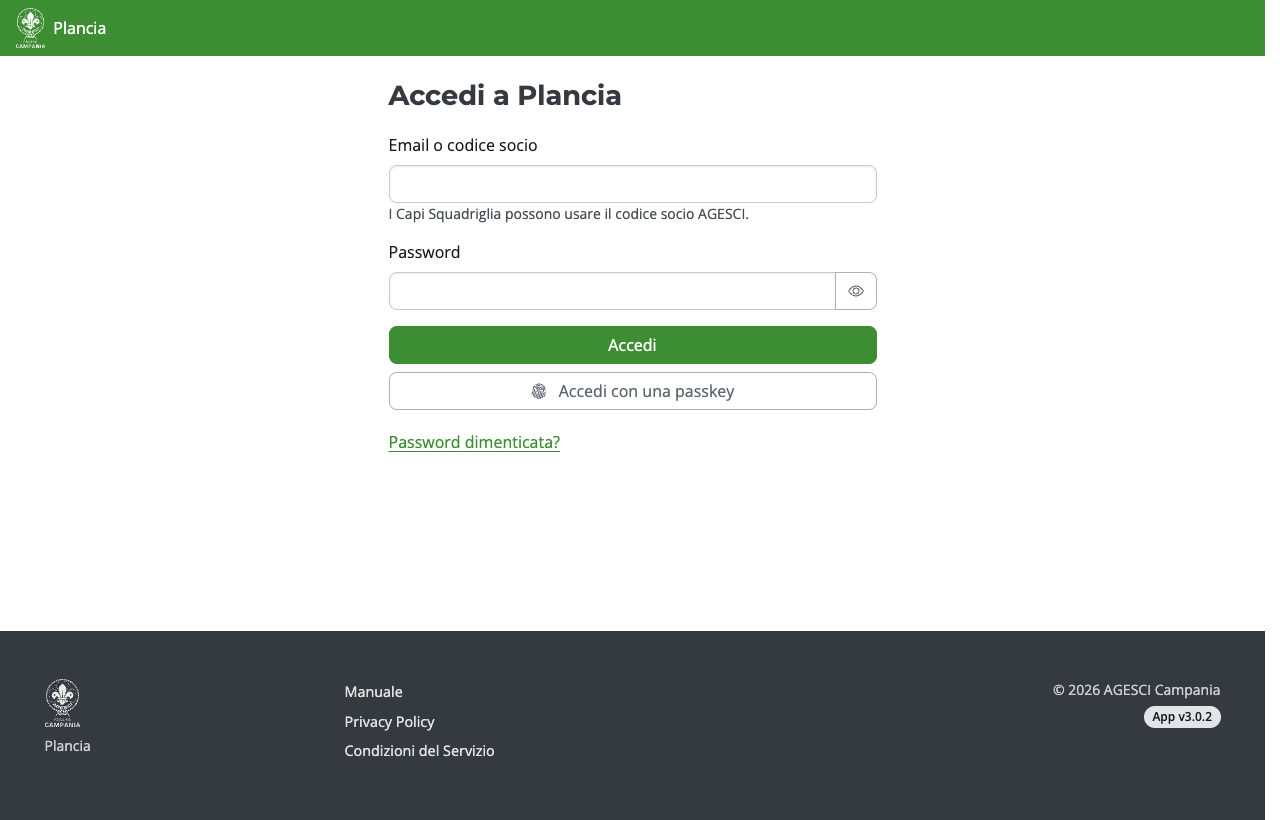 CAMPANIA
Plancia
Accedi a Plancia
Email o codice socio
I Capi Squadriglia possono usare il codice socio AGESCI.
Password
Accedi
Accedi con una passkey
Password dimenticata?
CAMPANIA
Plancia
Manuale
Privacy Policy
Condizioni del Servizio
© 2026 AGESCI Campania
App v3.0.2